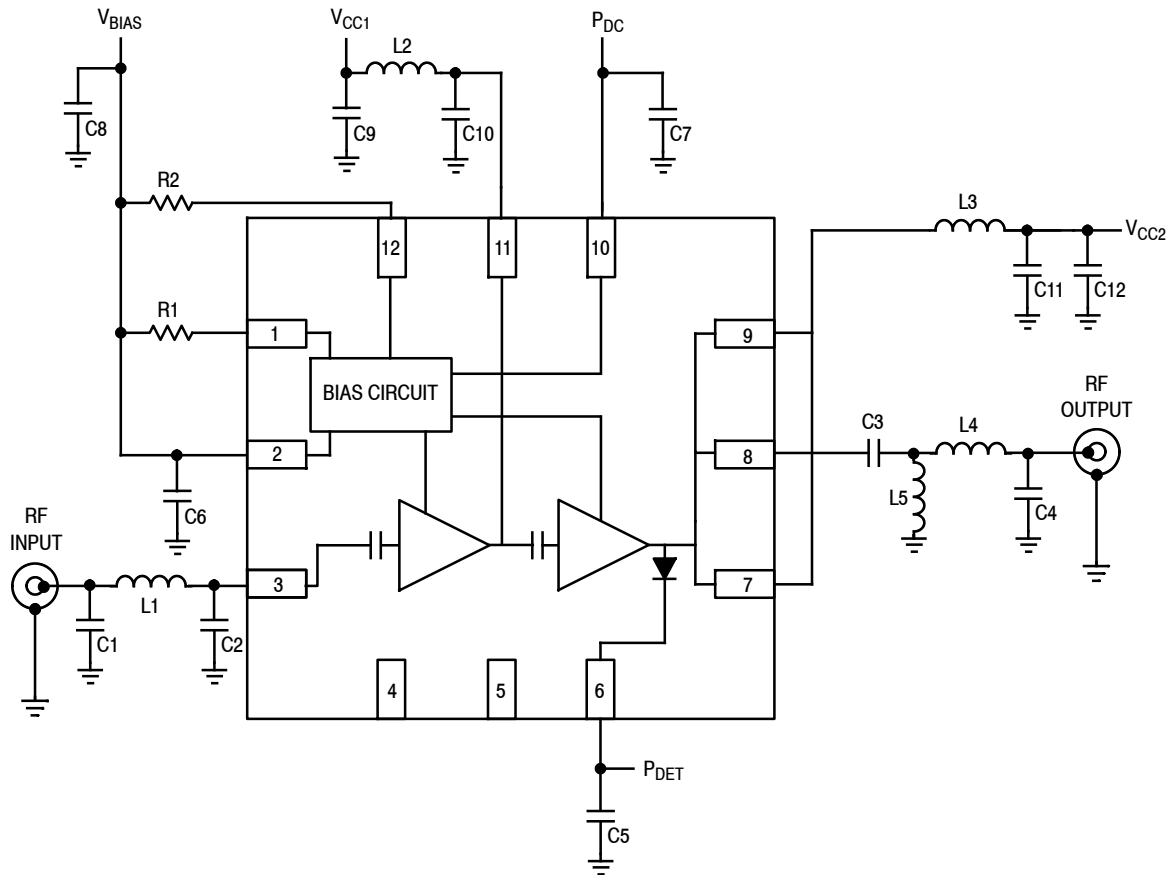 VBIAS
VCC1
PDC
L2
C8
C9
C10
C7
R2
L3
VCC2
12
11
10
C11
C12
R1
1
9
BIAS CIRCUIT
RF
OUTPUT
C3
L4
2
8
L5
C4
C6
RF
INPUT
3
7
L1
C1
C2
4
5
6
PDET
C5